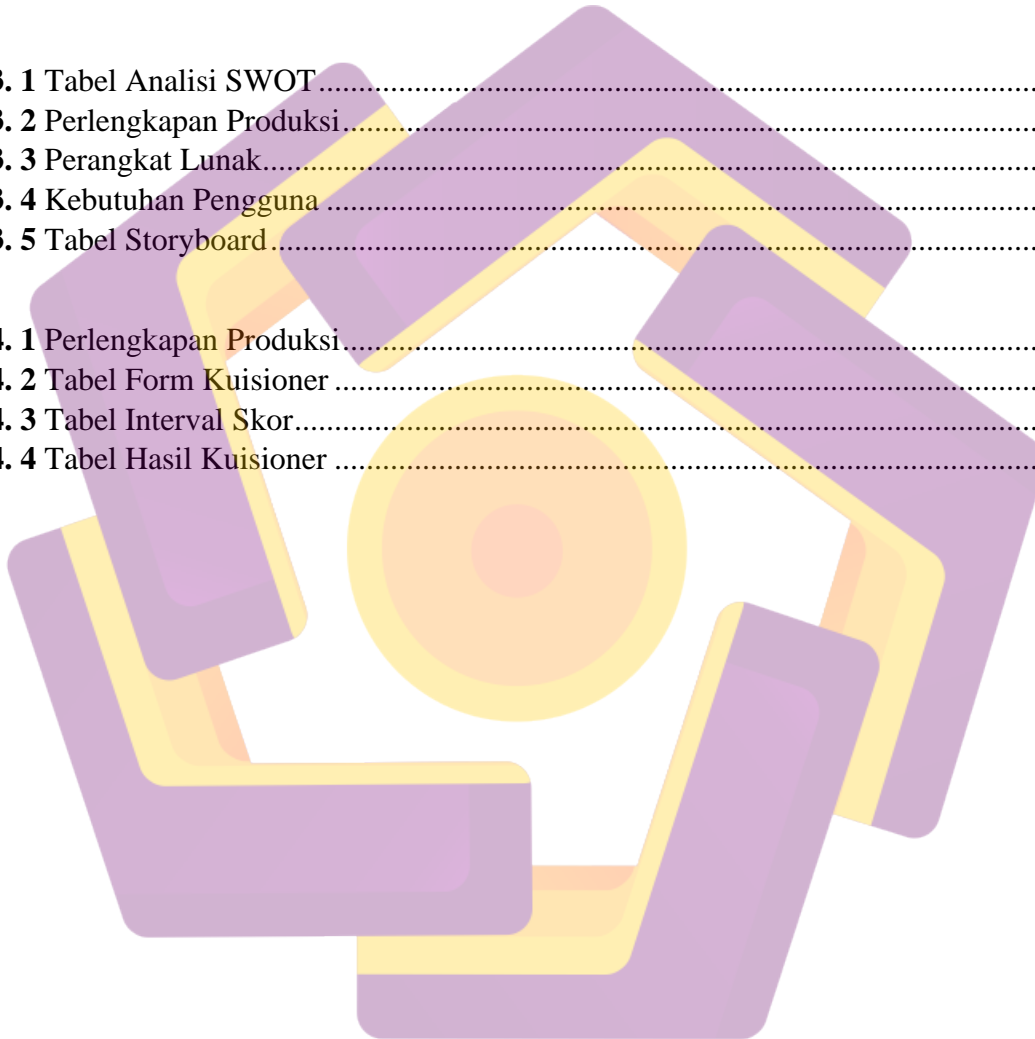 3. 1 Tabel Analisi SWOT........................................................................................
3. 2 Perlengkapan Produksi.....................................................................................
3. 3 Perangkat Lunak...............................................................................................
3. 4 Kebutuhan Pengguna .......................................................................................
3. 5 Tabel Storyboard..............................................................................................
4. 1 Perlengkapan Produksi.....................................................................................
4. 2 Tabel Form Kuisioner ......................................................................................
4. 3 Tabel Interval Skor...........................................................................................
4. 4 Tabel Hasil Kuisioner ......................................................................................